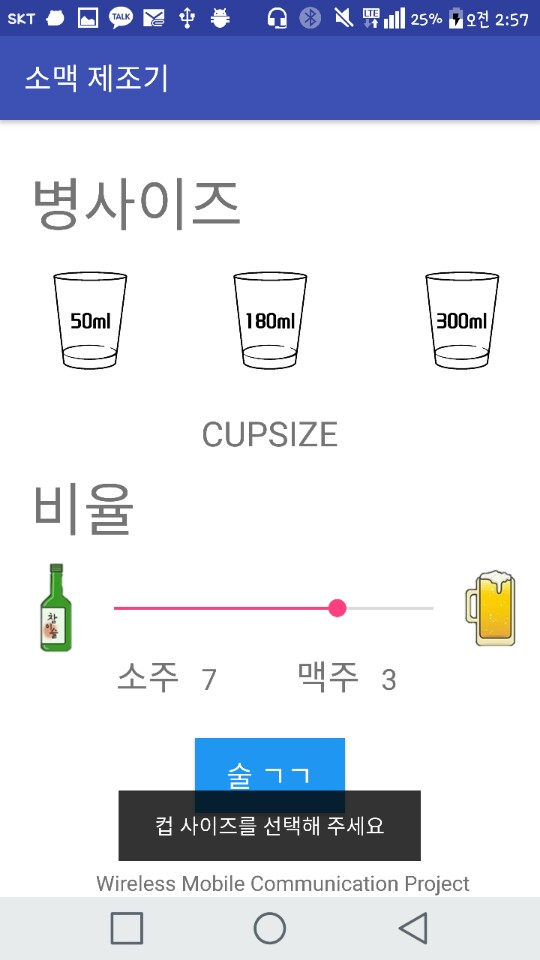 SKT TALK LTE 25% 오전 2:57
소맥 제조기
병사이즈
50ml 180ml 300ml
CUPSIZE
비율
참이슬
소주 7 맥주 3
술 ㄱㄱ
컵 사이즈를 선택해 주세요
Wireless Mobile Communication Project